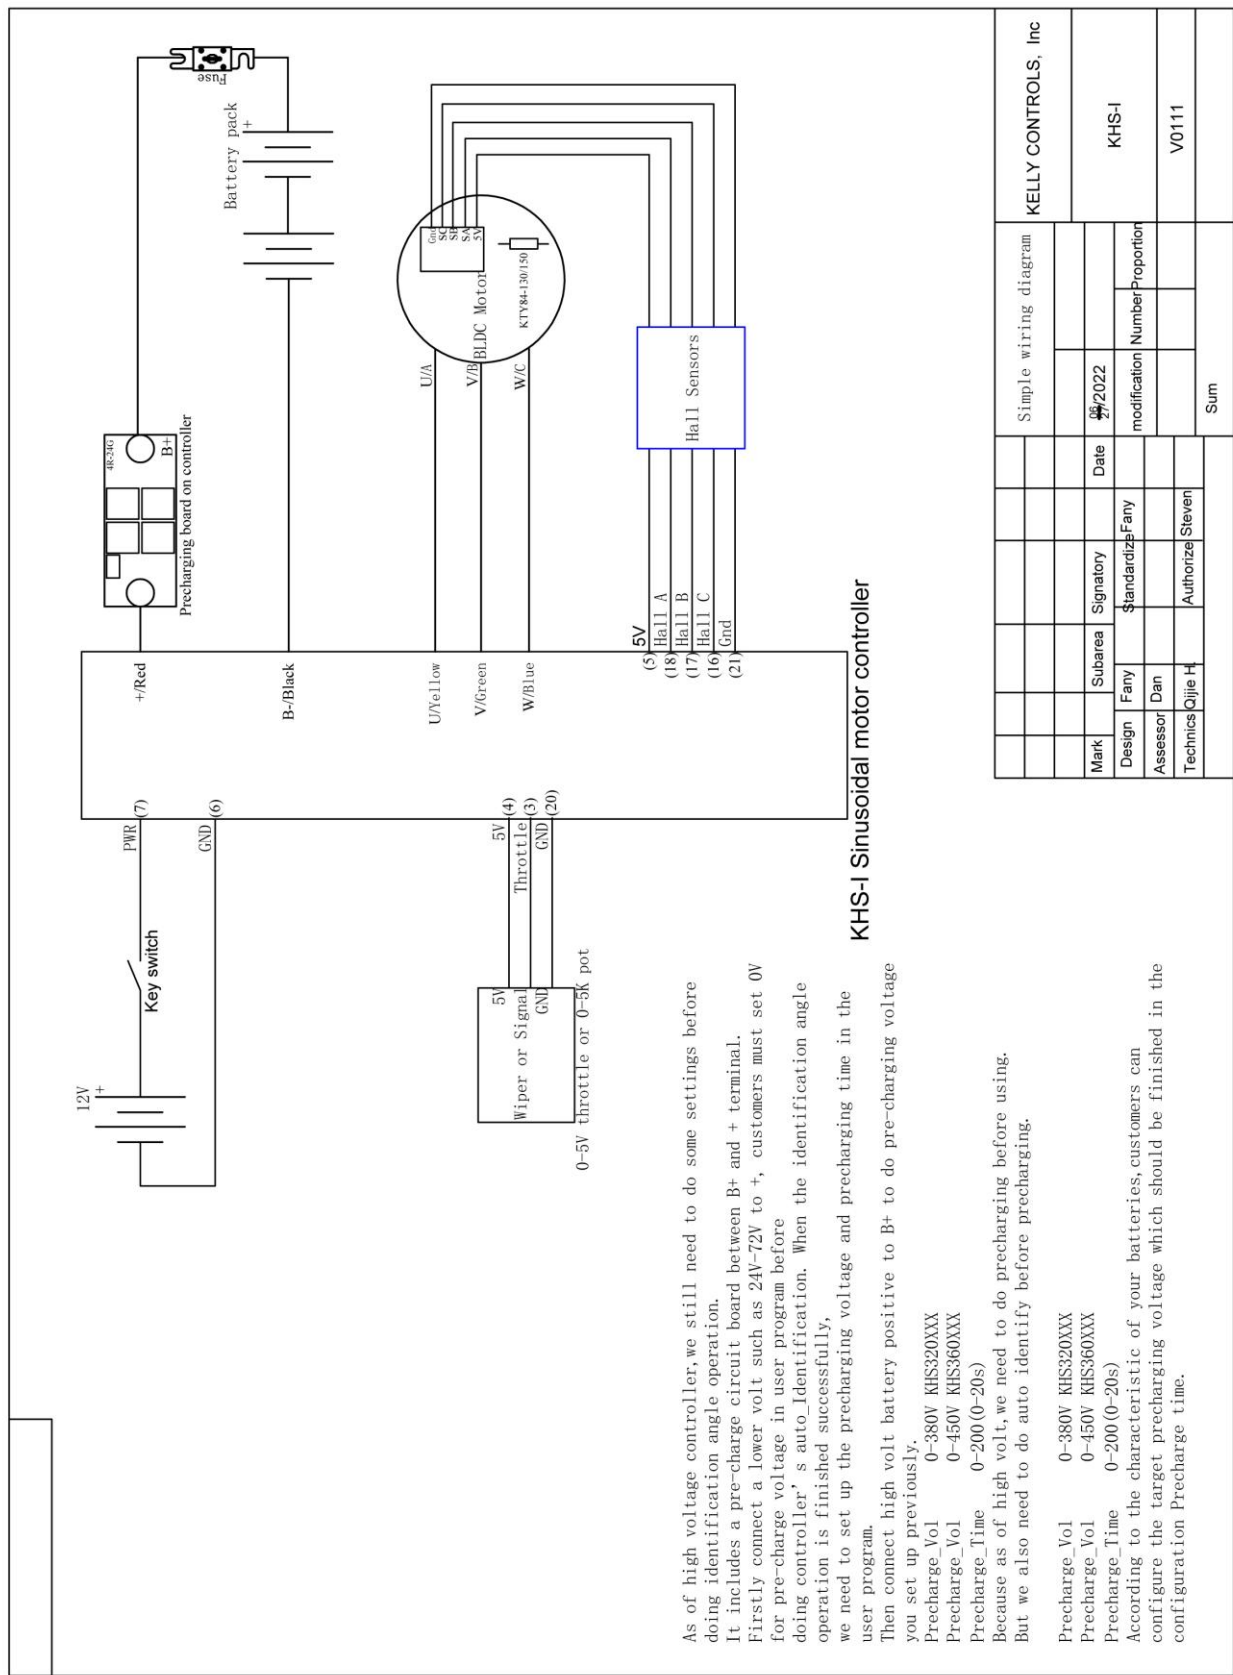 Fuse
Battery pack
+
4R-24G
B+
Precharging board on controller
+/Red
B-/Black
U/Yellow
V/Green
W/Blue
U/A
V/B
W/C
BLDC Motor
Gnd
SC
SB
SA
5V
KTY84-130/150
Hall Sensors
5V
(5)
Hall A
(18)
Hall B
(17)
Hall C
(16)
Gnd
(21)
12V
+
Key switch
PWR
(7)
GND
(6)
5V
(4)
Throttle
(3)
GND
(20)
5V
Wiper or Signal
GND
0-5V throttle or 0-5K pot
KHS-I Sinusoidal motor controller
As of high voltage controller,we still need to do some settings before
doing identification angle operation.
It includes a pre-charge circuit board between B+ and + terminal.
Firstly connect a lower volt such as 24V-72V to +, customers must set 0V
for pre-charge voltage in user program before
doing controller's auto_Identification. When the identification angle
operation is finished successfully,
we need to set up the precharging voltage and precharging time in the
user program.
Then connect high volt battery positive to B+ to do pre-charging voltage
you set up previously.
Precharge_Vol 0-380V KHS320XXX
Precharge_Vol 0-450V KHS360XXX
Precharge_Time 0-200(0-20s)
Because as of high volt,we need to do precharging before using.
But we also need to do auto identify before precharging.
Precharge_Vol 0-380V KHS320XXX
Precharge_Vol 0-450V KHS360XXX
Precharge_Time 0-200(0-20s)
According to the characteristic of your batteries,customers can
configure the target precharging voltage which should be finished in the
configuration Precharge time.
Simple wiring diagram
KELLY CONTROLS, Inc
Mark
Subarea
Signatory
Date
06/27/2022
KHS-I
Design
Fany
Standardize
Fany
modification
Number
Proportion
Assessor
Dan
V0111
Technics
Qijie H.
Authorize
Steven
Sum